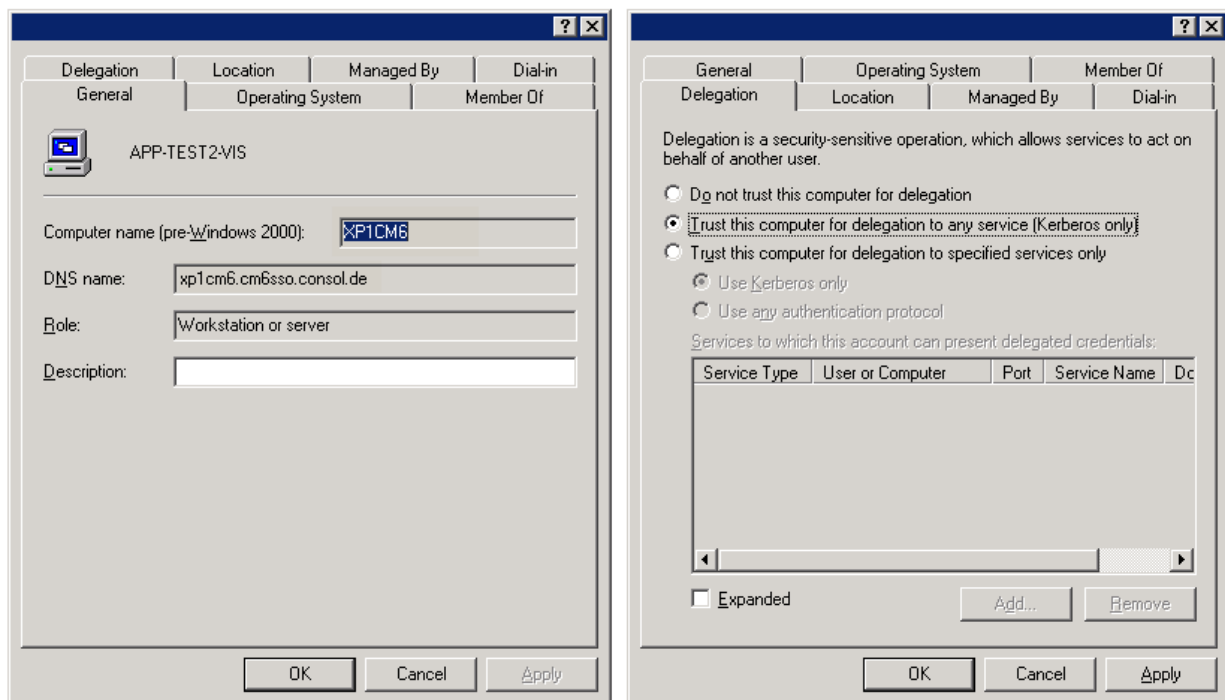 Delegation Location Managed By Dial-in
General Operating System Member Of
APP-TEST2-VIS
Computer name (pre-Windows 2000): XP1CM6
DNS name: xp1cm6.cm6sso.consol.de
Role: Workstation or server
Description:
OK Cancel Apply
General Operating System Member Of
Delegation Location Managed By Dial-in
Delegation is a security-sensitive operation, which allows services to act on
behalf of another user.
Do not trust this computer for delegation
Trust this computer for delegation to any service (Kerberos only)
Trust this computer for delegation to specified services only
Use Kerberos only
Use any authentication protocol
Services to which this account can present delegated credentials:
Service Type User or Computer Port Service Name Dc
Expanded Add... Remove
OK Cancel Apply